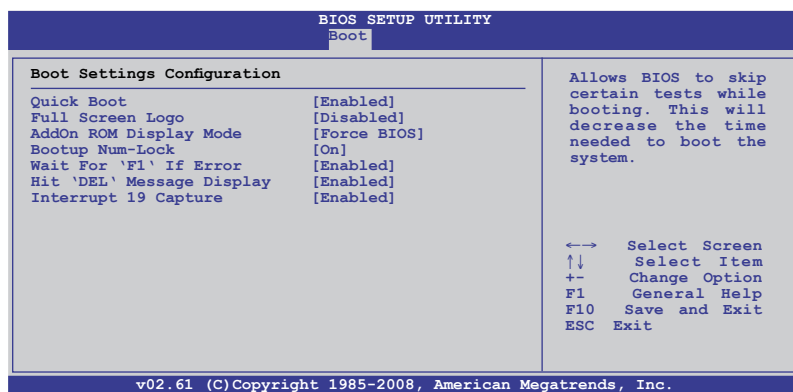 BIOS SETUP UTILITY
Boot
Boot Settings Configuration
Quick Boot [Enabled]
Full Screen Logo [Disabled]
AddOn ROM Display Mode [Force BIOS]
Bootup Num-Lock [On]
Wait For ‘F1‘ If Error [Enabled]
Hit ‘DEL‘ Message Display [Enabled]
Interrupt 19 Capture [Enabled]
Allows BIOS to skip
certain tests while
booting. This will
decrease the time
needed to boot the
system.
←→ Select Screen
↑↓ Select Item
+- Change Option
F1 General Help
F10 Save and Exit
ESC Exit
v02.61 (C)Copyright 1985-2008, American Megatrends, Inc.